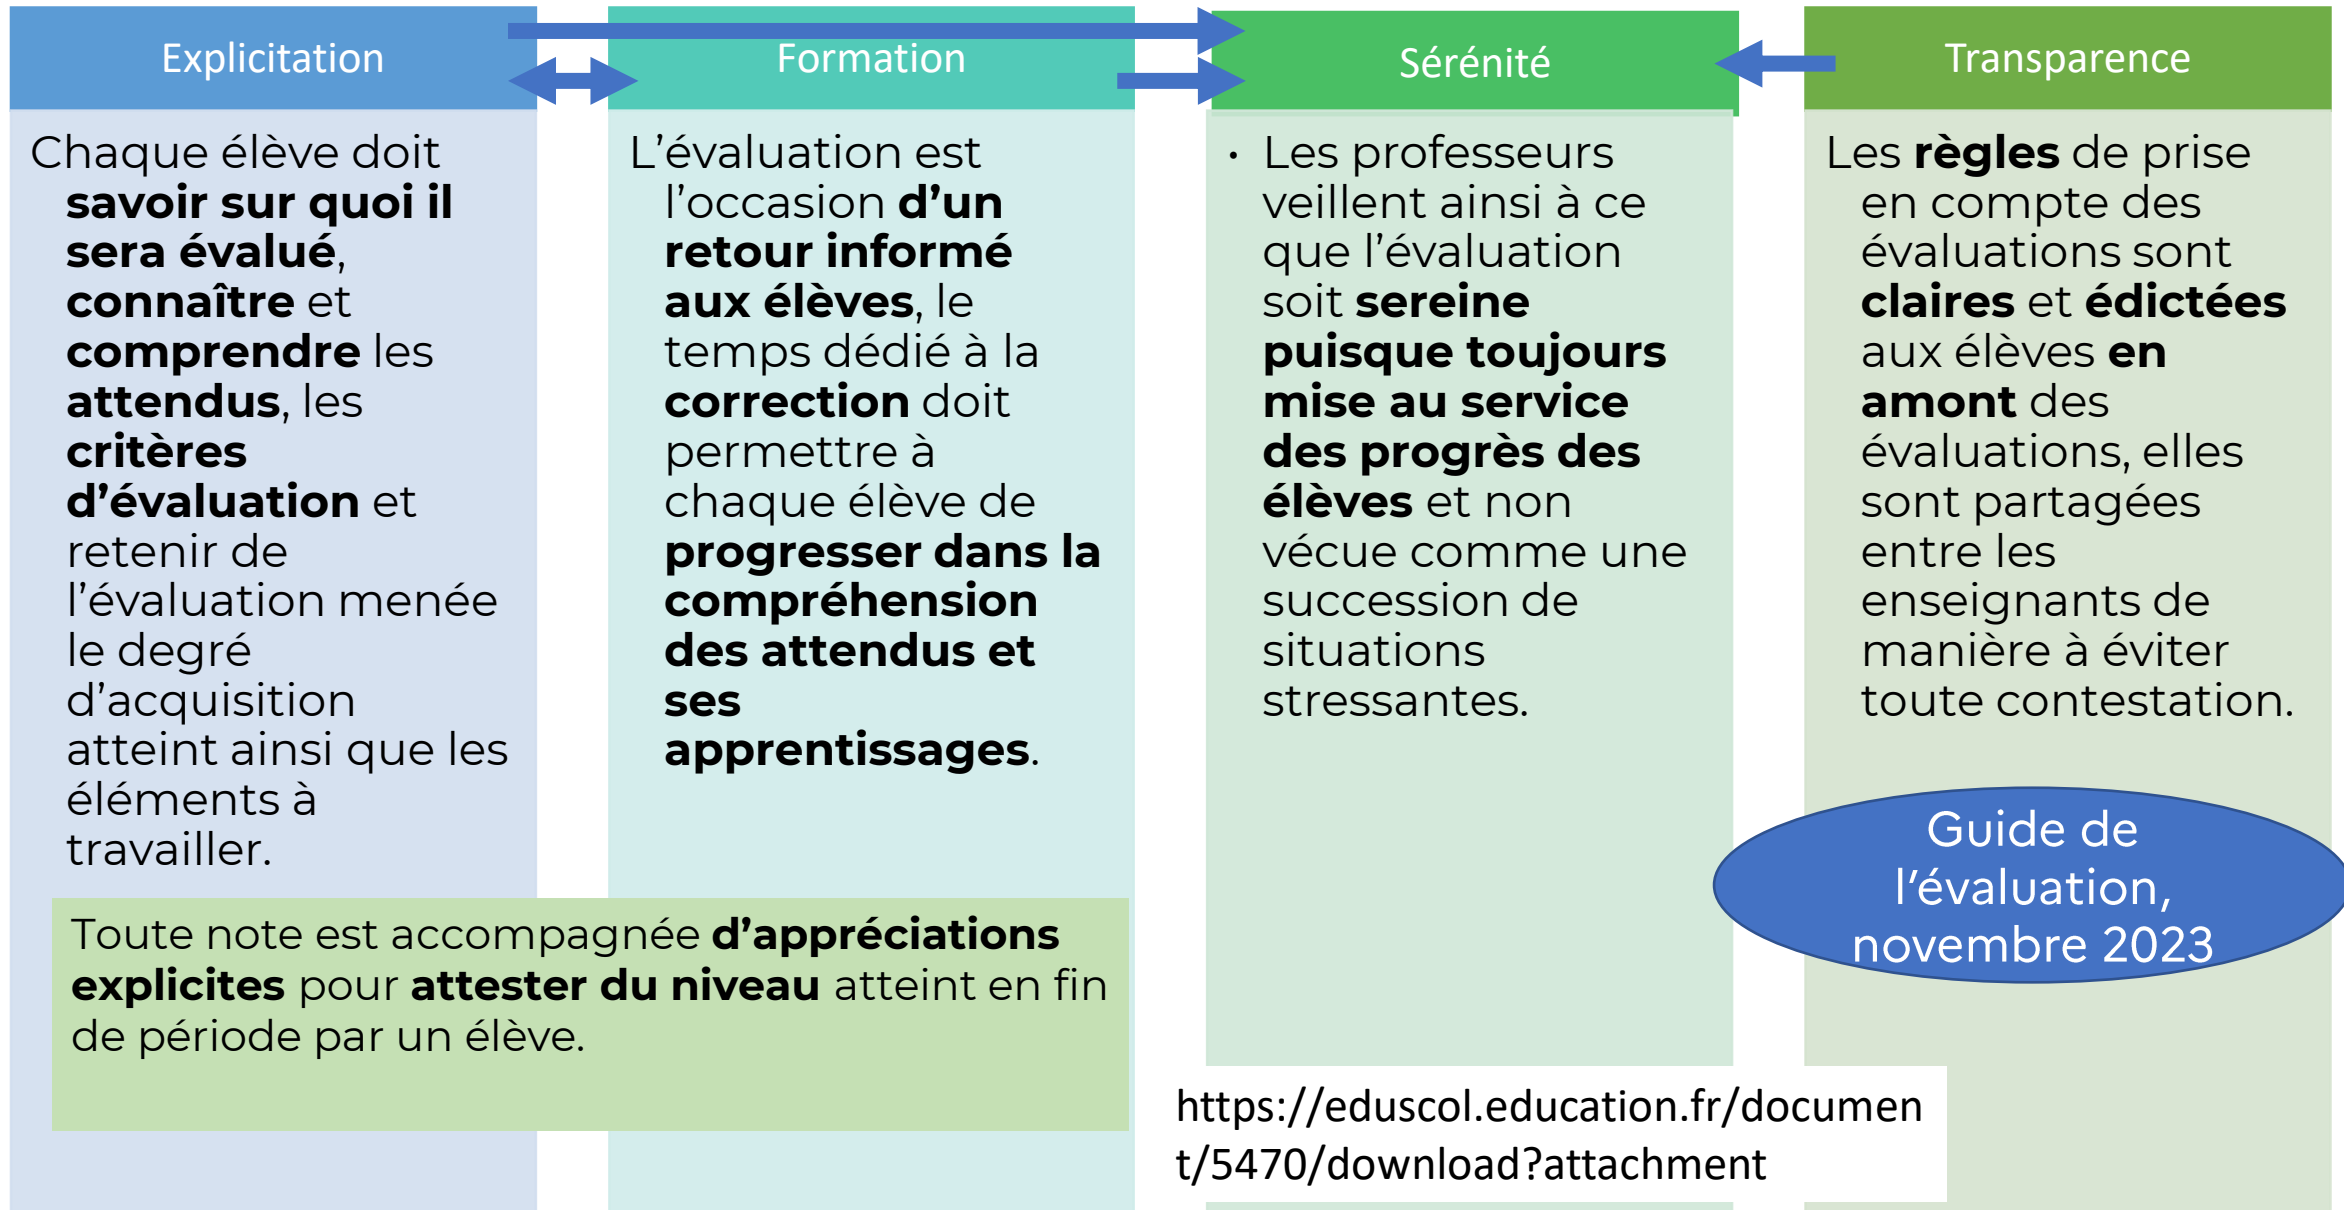 Explicitation
Chaque élève doit
savoir sur quoi il
sera évalué,
connaître et
comprendre les
attendus, les
critères
d’évaluation et
retenir de
l’évaluation menée
le degré
d’acquisition
atteint ainsi que les
éléments à
travailler.
Formation
L’évaluation est
l’occasion d’un
retour informé
aux élèves, le
temps dédié à la
correction doit
permettre à
chaque élève de
progresser dans la
compréhension
des attendus et
ses
apprentissages.
Toute note est accompagnée d’appréciations
explicites pour attester du niveau atteint en fin
de période par un élève.
Sérénité
• Les professeurs
veillent ainsi à ce
que l’évaluation
soit sereine
puisque toujours
mise au service
des progrès des
élèves et non
vécue comme une
succession de
situations
stressantes.
Transparence
Les règles de prise
en compte des
évaluations sont
claires et édictées
aux élèves en
amont des
évaluations, elles
sont partagées
entre les
enseignants de
manière à éviter
toute contestation.
Guide de
l’évaluation,
novembre 2023
https://eduscol.education.fr/documen
t/5470/download?attachment